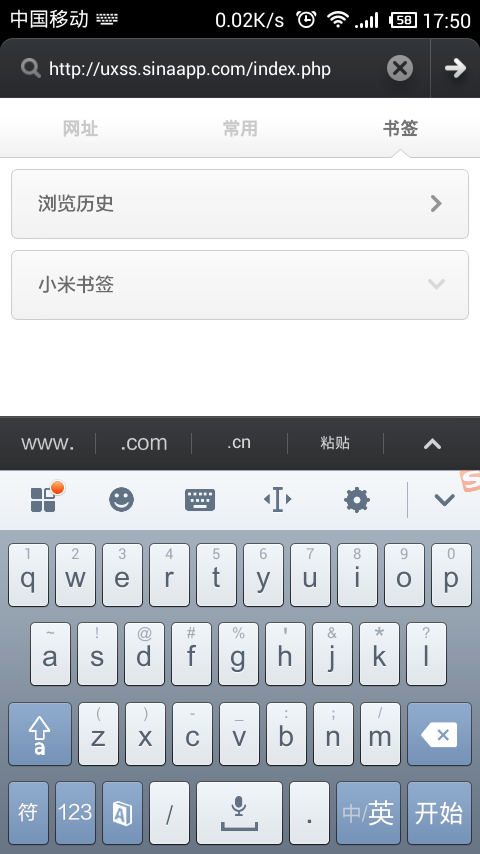 中国移动 0.02K/s 58 17:50
http://uxss.sinaapp.com/index.php
网址 常用 书签
浏览历史
小米书签
www. .com .cn 粘贴
1 2 3 4 5 6 7 8 9 0
q w e r t y u i o p
~ ! @ # % ' & * ?
a s d f g h j k l
( ) - _ : ; /
a z x c v b n m
符 123 / . 中/英 开始